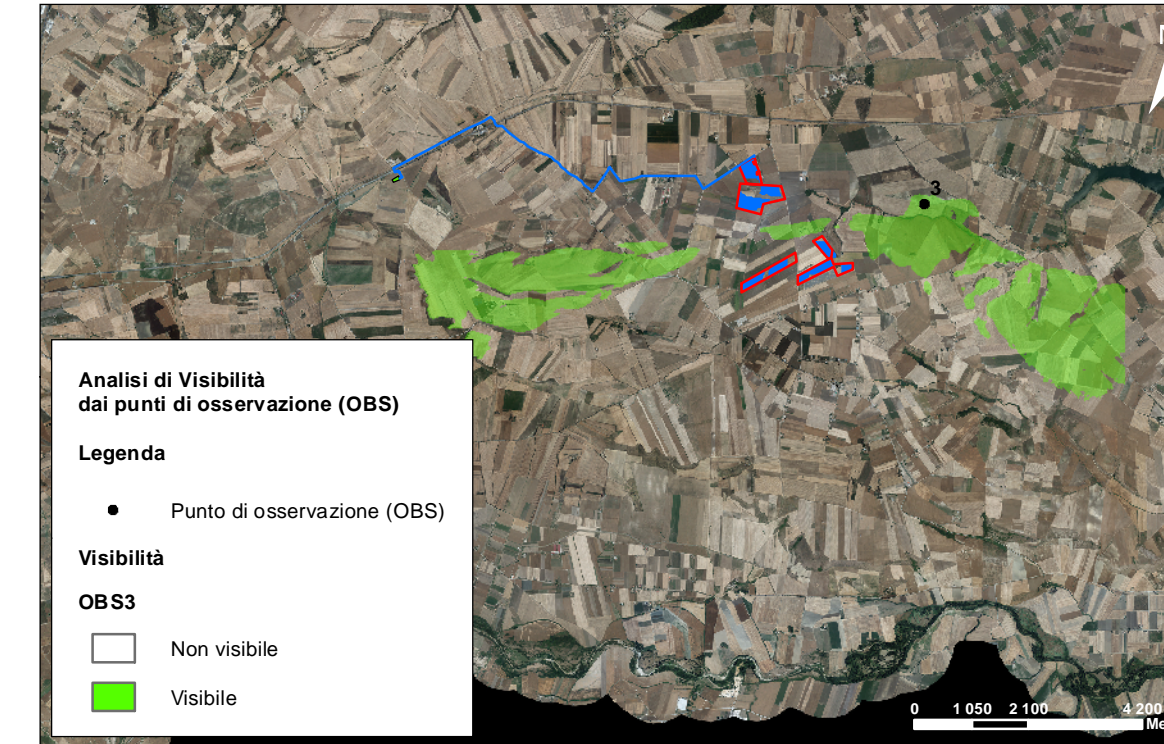 3
Analisi di Visibilità
dai punti di osservazione (OBS)
Legenda
Punto di osservazione (OBS)
Visibilità
OBS3
Non visibile
Visibile
0 1 050 2 100 4 200
Me